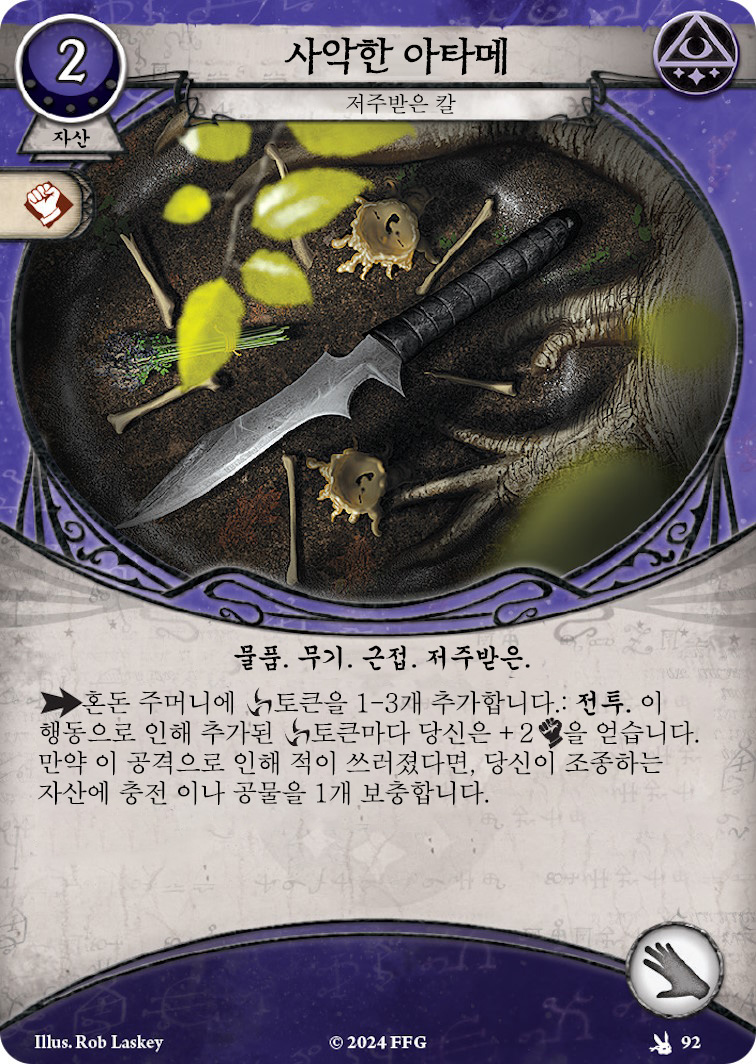 2
사악한 아타메
저주받은 칼
자산
물품. 무기. 근접. 저주받은.
혼돈 주머니에 토큰을 1-3개 추가합니다.: 전투. 이
행동으로 인해 추가된 토큰마다 당신은 +2을 얻습니다.
만약 이 공격으로 인해 적이 쓰러졌다면, 당신이 조종하는
자산에 충전 이나 공물을 1개 보충합니다.
Illus. Rob Laskey
© 2024 FFG
92